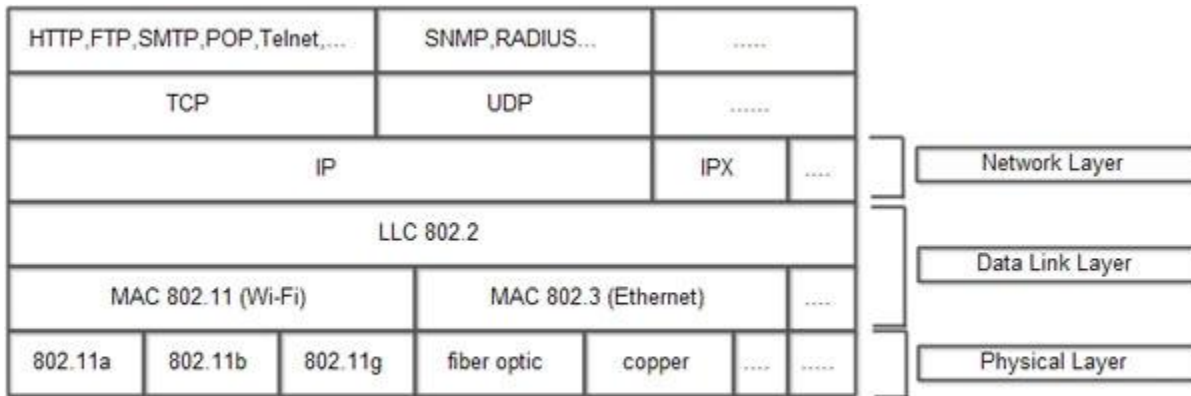 HTTP,FTP,SMTP,POP,Telnet,... SNMP,RADIUS... .....
TCP UDP ......
IP IPX .... Network Layer
LLC 802.2
Data Link Layer
MAC 802.11 (Wi-Fi) MAC 802.3 (Ethernet) ....
802.11a 802.11b 802.11g fiber optic copper .... ..... Physical Layer